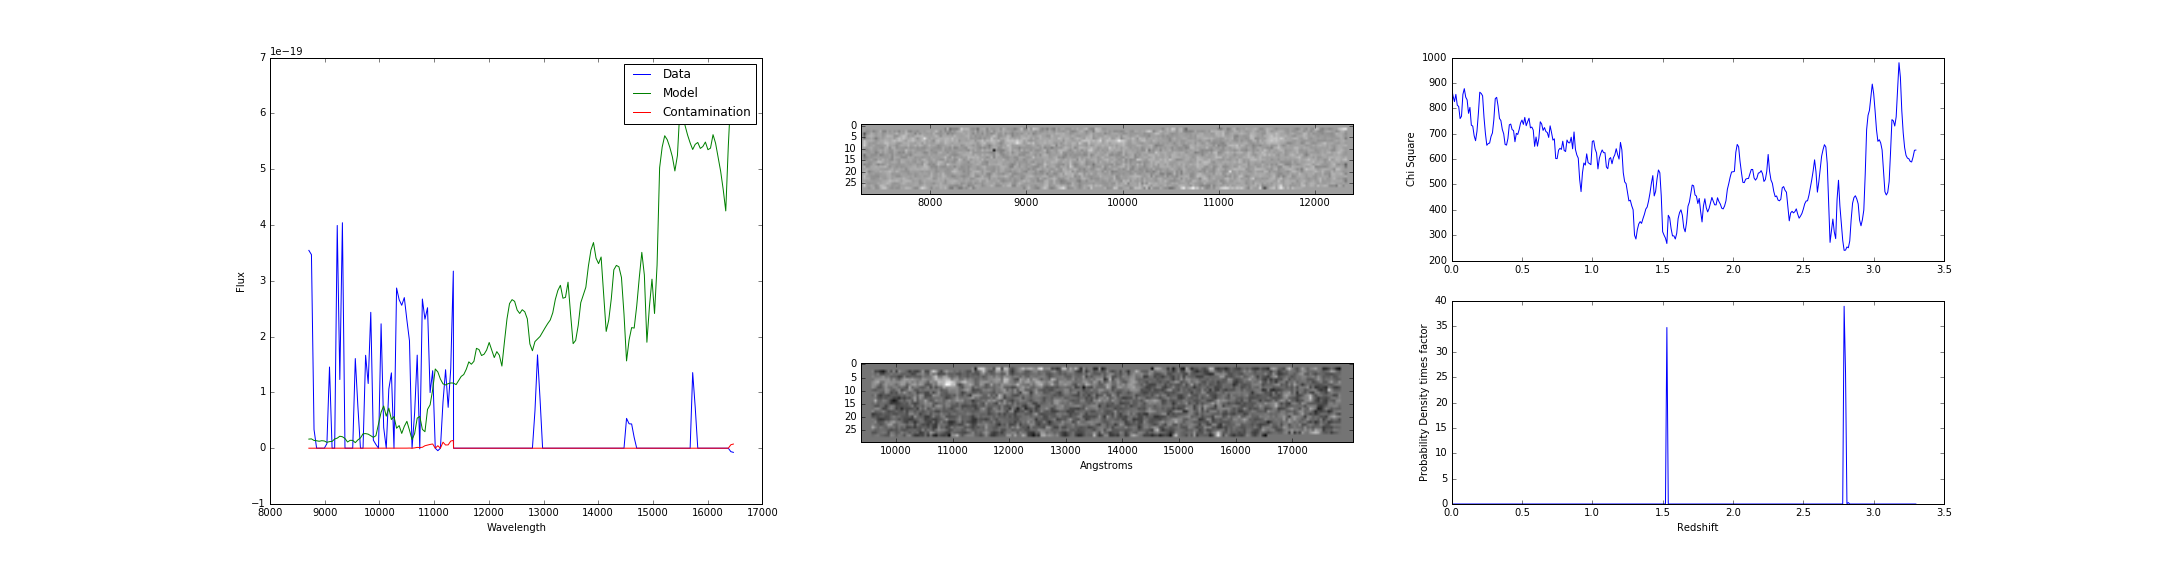 1e−19
7
6
5
4
3
2
1
0
−1
8000 9000 10000 11000 12000 13000 14000 15000 16000 17000
Wavelength
Flux
Data
Model
Contamination
0
5
10
15
20
25
8000 9000 10000 11000 12000
0
5
10
15
20
25
10000 11000 12000 13000 14000 15000 16000 17000
Angstroms
1000
900
800
700
600
500
400
300
200
0.0 0.5 1.0 1.5 2.0 2.5 3.0 3.5
Chi Square
40
35
30
25
20
15
10
5
0
0.0 0.5 1.0 1.5 2.0 2.5 3.0 3.5
Redshift
Probability Density times factor